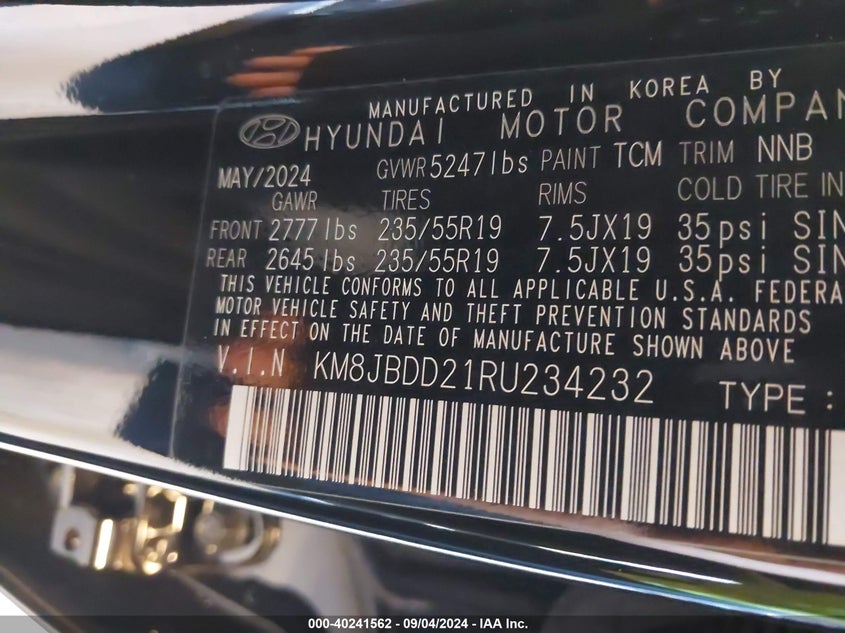 MANUFACTURED IN KOREA BY
HYUNDAI MOTOR COMPAN
MAY/2024 GVWR 5247lbs PAINT TCM TRIM NNB
GAWR TIRES RIMS COLD TIRE IN
FRONT 2777lbs 235/55R19 7.5JX19 35psi SIN
REAR 2645lbs 235/55R19 7.5JX19 35psi SIN
THIS VEHICLE CONFORMS TO ALL APPLICABLE U.S.A. FEDERA
MOTOR VEHICLE SAFETY AND THEFT PREVENTION STANDARDS
IN EFFECT ON THE DATE OF MANUFACTURE SHOWN ABOVE
V.I.N KM8JBDD21RU234232 TYPE :
000-40241562 - 09/04/2024 - IAA Inc.